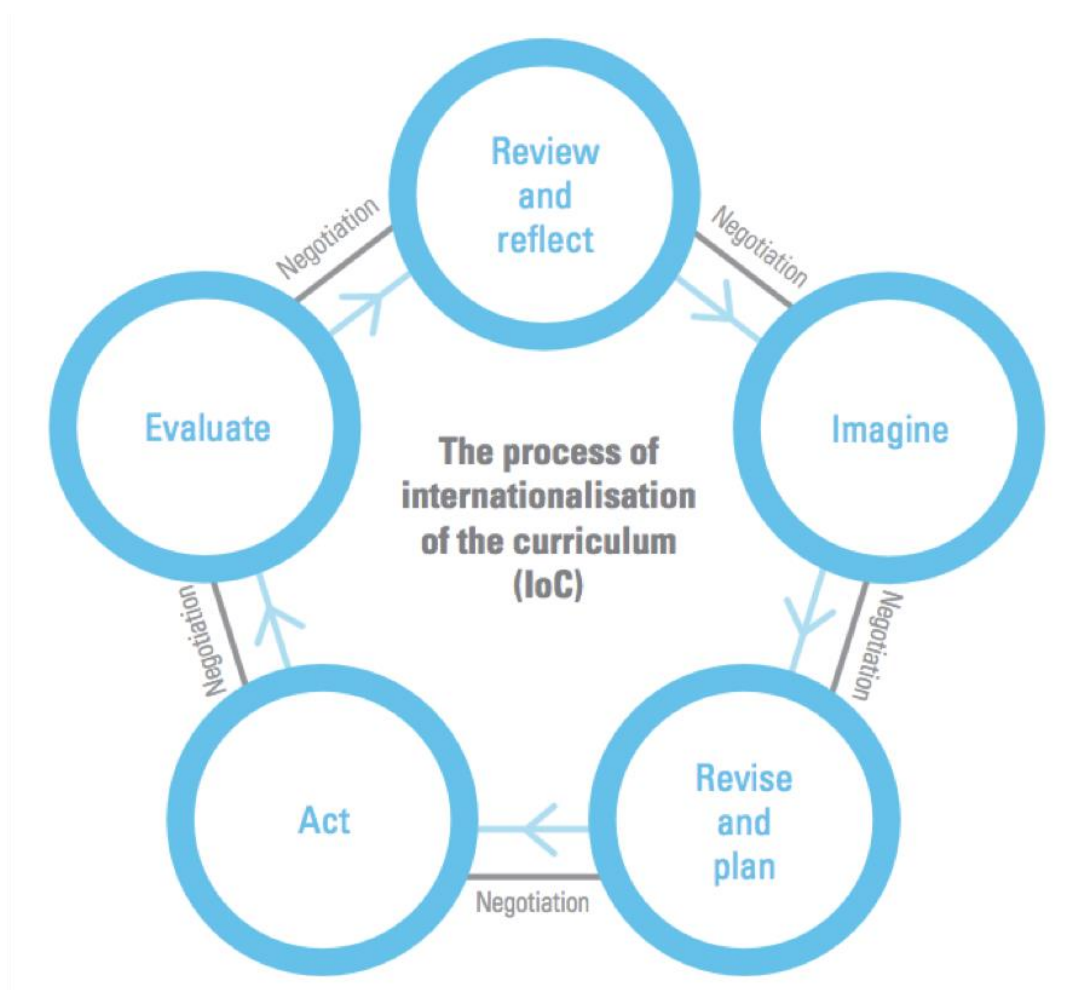 Review
and
reflect
Negotiation
Negotiation
Evaluate
Imagine
The process of
internationalisation
of the curriculum
(IoC)
Negotiation
Negotiation
Act
Revise
and
plan
Negotiation